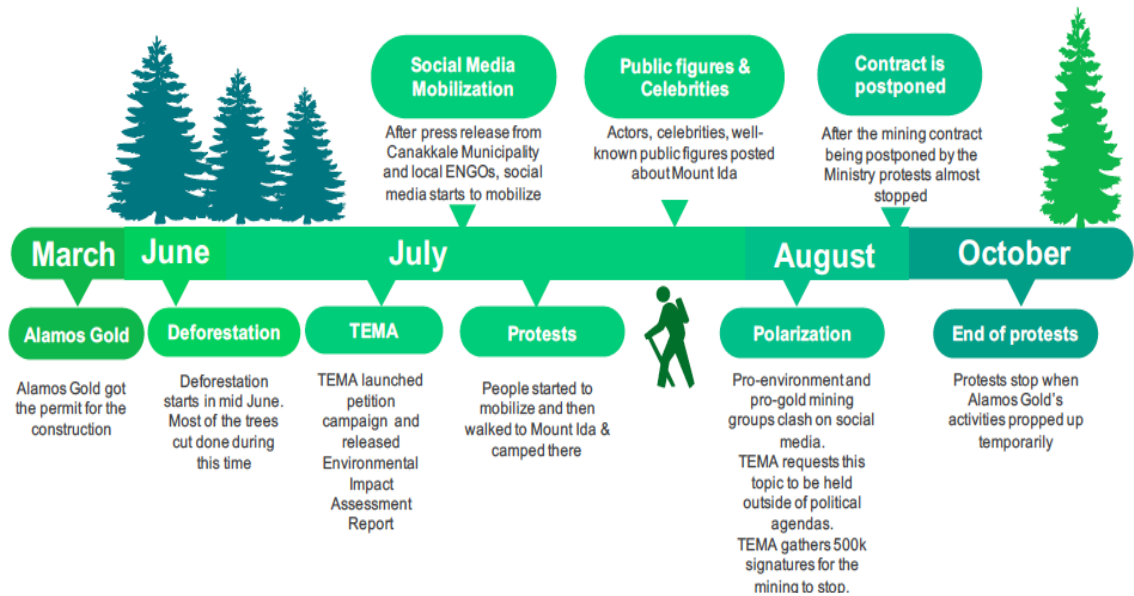 Social Media
Mobilization
After press release from
Canakkale Municipality
and local ENGOs, social
media starts to mobilize
Public figures &
Celebrities
Actors, celebrities, well-
known public figures posted
about Mount Ida
Contract is
postponed
After the mining contract
being postponed by the
Ministry protests almost
stopped
March
June
July
August
October
Alamos Gold
Alamos Gold got
the permit for the
construction
Deforestation
Deforestation
starts in mid June.
Most of the trees
cut done during
this time
TEMA
TEMA launched
petition
campaign and
released
Environmental
Impact
Assessment
Report
Protests
People started to
mobilize and then
walked to Mount Ida &
camped there
Polarization
Pro-environment and
pro-gold mining
groups clash on social
media.
TEMA requests this
topic to be held
outside of political
agendas.
TEMA gathers 500k
signatures for the
mining to stop.
End of protests
Protests stop when
Alamos Gold's
activities propped up
temporarily